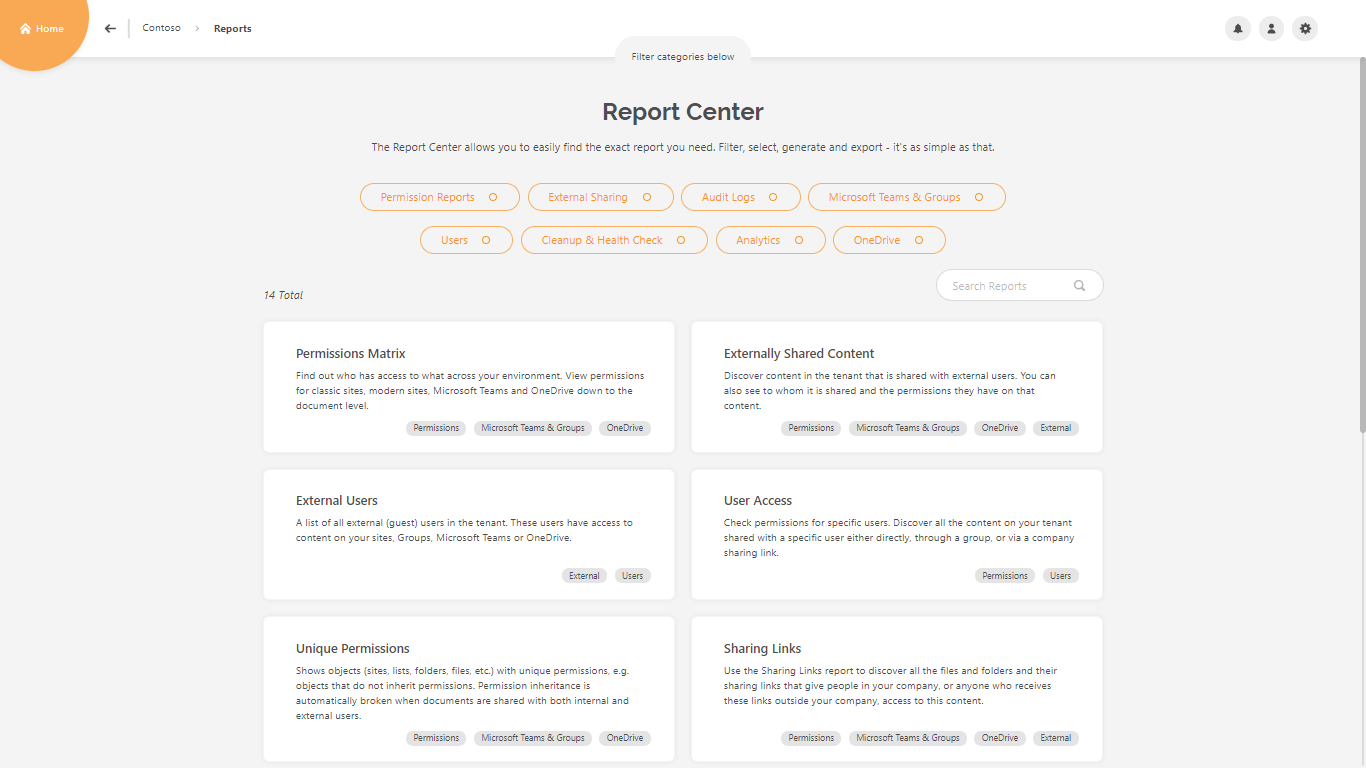 Home
Contoso
Reports
Filter categories below
Report Center
The Report Center allows you to easily find the exact report you need. Filter, select, generate and export - it's as simple as that.
Permission Reports
External Sharing
Audit Logs
Microsoft Teams & Groups
Users
Cleanup & Health Check
Analytics
OneDrive
14 Total
Search Reports
Permissions Matrix
Find out who has access to what across your environment. View permissions
for classic sites, modern sites, Microsoft Teams and OneDrive down to the
document level.
Permissions
Microsoft Teams & Groups
OneDrive
Externally Shared Content
Discover content in the tenant that is shared with external users. You can
also see to whom it is shared and the permissions they have on that
content.
Permissions
Microsoft Teams & Groups
OneDrive
External
External Users
A list of all external (guest) users in the tenant. These users have access to
content on your sites, Groups, Microsoft Teams or OneDrive.
External
Users
User Access
Check permissions for specific users. Discover all the content on your tenant
shared with a specific user either directly, through a group, or via a company
sharing link.
Permissions
Users
Unique Permissions
Shows objects (sites, lists, folders, files, etc.) with unique permissions, e.g.
objects that do not inherit permissions. Permission inheritance is
automatically broken when documents are shared with both internal and
external users.
Permissions
Microsoft Teams & Groups
OneDrive
Sharing Links
Use the Sharing Links report to discover all the files and folders and their
sharing links that give people in your company, or anyone who receives
these links outside your company, access to this content.
Permissions
Microsoft Teams & Groups
OneDrive
External